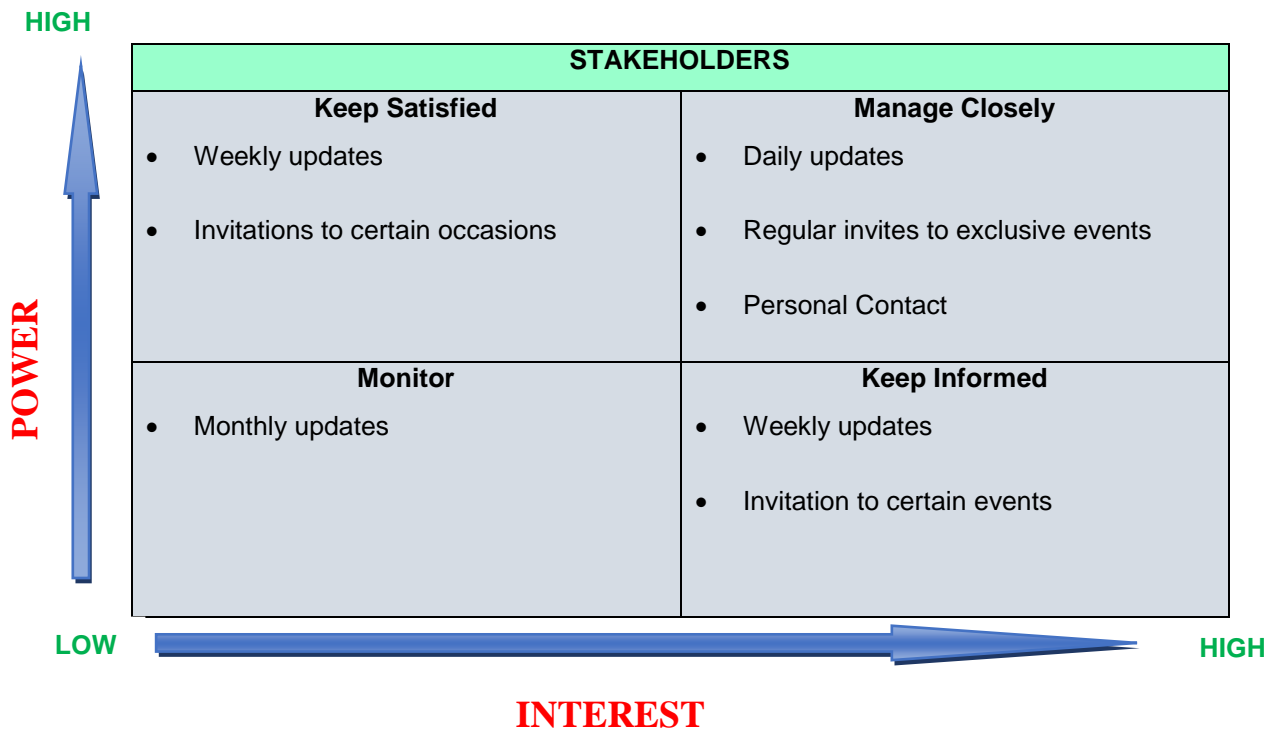 HIGH
STAKEHOLDERS
Keep Satisfied
• Weekly updates
• Invitations to certain occasions
Manage Closely
• Daily updates
• Regular invites to exclusive events
• Personal Contact
POWER
Monitor
• Monthly updates
Keep Informed
• Weekly updates
• Invitation to certain events
LOW
HIGH
INTEREST